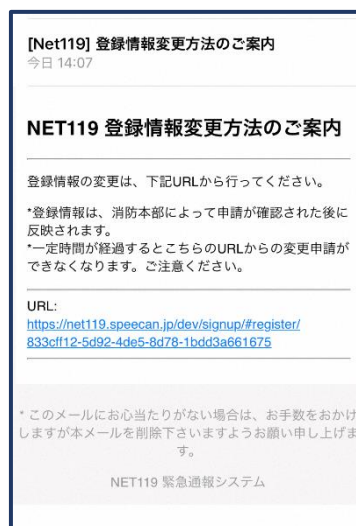 [Net119] 登録情報変更方法のご案内
今日 14:07
NET119 登録情報変更方法のご案内
登録情報の変更は、下記URLから行ってください。
*登録情報は、消防本部によって申請が確認された後に
反映されます。
*一定時間が経過するとこちらのURLからの変更申請が
できなくなります。ご注意ください。
URL:
https://net119.speecan.jp/dev/signup/#register/
833cff12-5d92-4de5-8d78-1bdd3a661675
* このメールにお心当たりがない場合は、お手数をおかけ
しますが本メールを削除下さいますようお願い申し上げま
す。
NET119 緊急通報システム